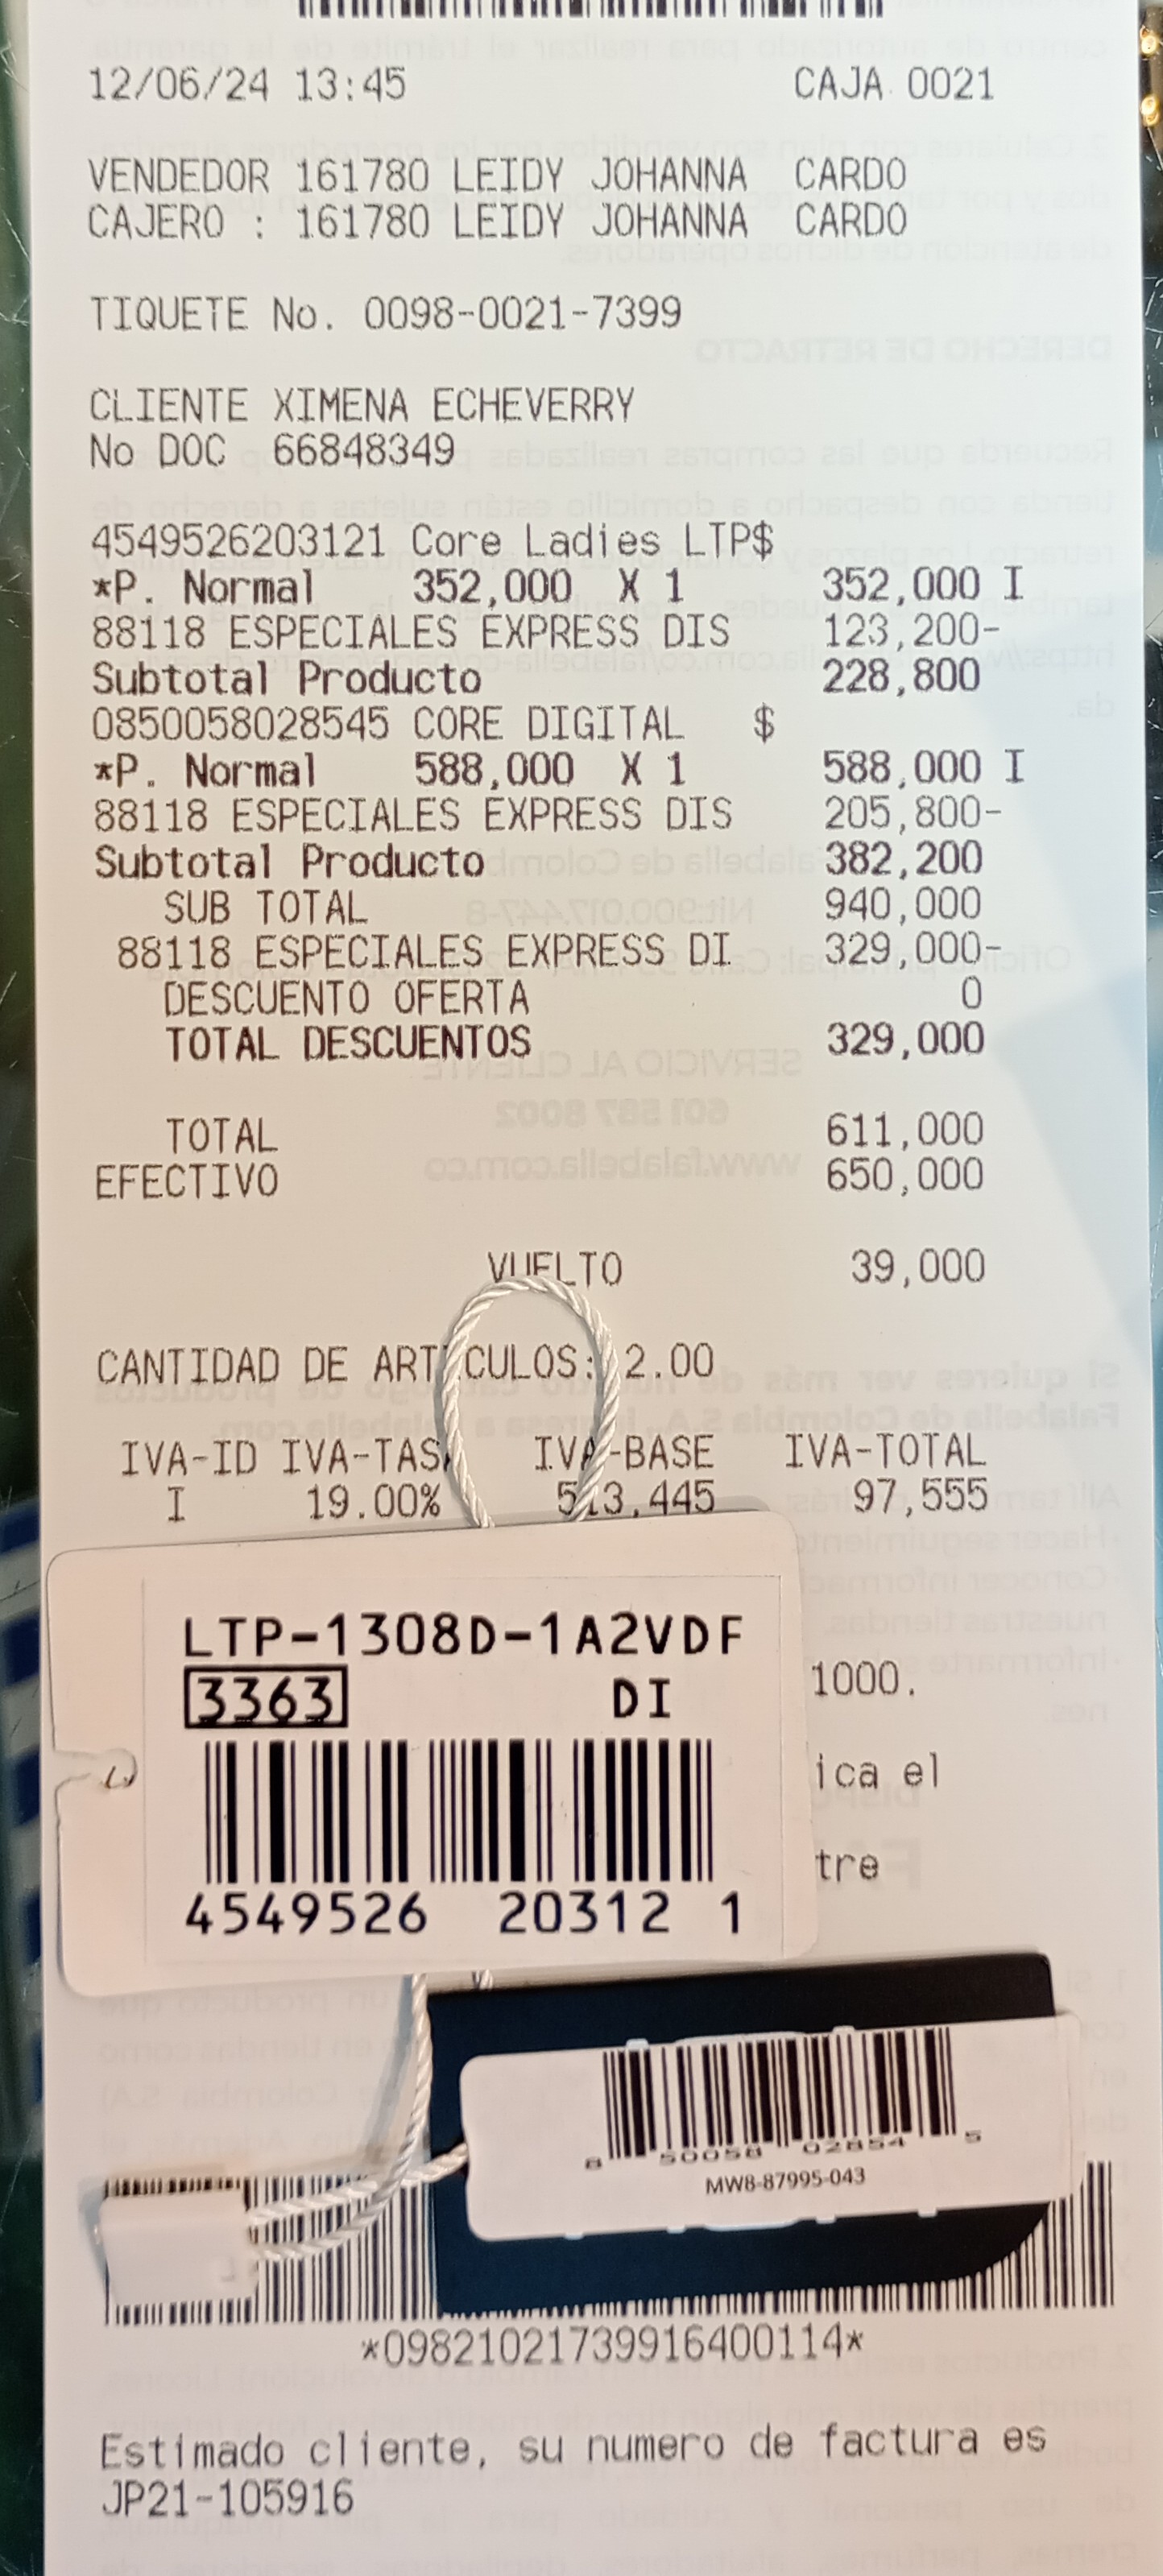 12/06/24 13:45 CAJA 0021
VENDEDOR 161780 LEIDY JOHANNA CARDO
CAJERO : 161780 LEIDY JOHANNA CARDO
TIQUETE No. 0098-0021-7399
CLIENTE XIMENA ECHEVERRY
No DOC 66848349
4549526203121 Core Ladies LTP$
*P. Normal 352,000 X 1 352,000 I
88118 ESPECIALES EXPRESS DIS 123,200-
Subtotal Producto 228,800
0850058028545 CORE DIGITAL $
*P. Normal 588,000 X 1 588,000 I
88118 ESPECIALES EXPRESS DIS 205,800-
Subtotal Producto 382,200
SUB TOTAL 940,000
88118 ESPECIALES EXPRESS DI 329,000-
DESCUENTO OFERTA 0
TOTAL DESCUENTOS 329,000
TOTAL 611,000
EFECTIVO 650,000
VUELTO 39,000
CANTIDAD DE ARTICULOS: 2.00
IVA-ID IVA-TAS IVA-BASE IVA-TOTAL
I 19.00% 513,445 97,555
LTP-1308D-1A2VDF
3363 DI
1000.
ica el
tre
4549526 20312 1
8 50058 02854 5
MW8-87995-043
*09821021739916400114*
Estimado cliente, su numero de factura es
JP21-105916